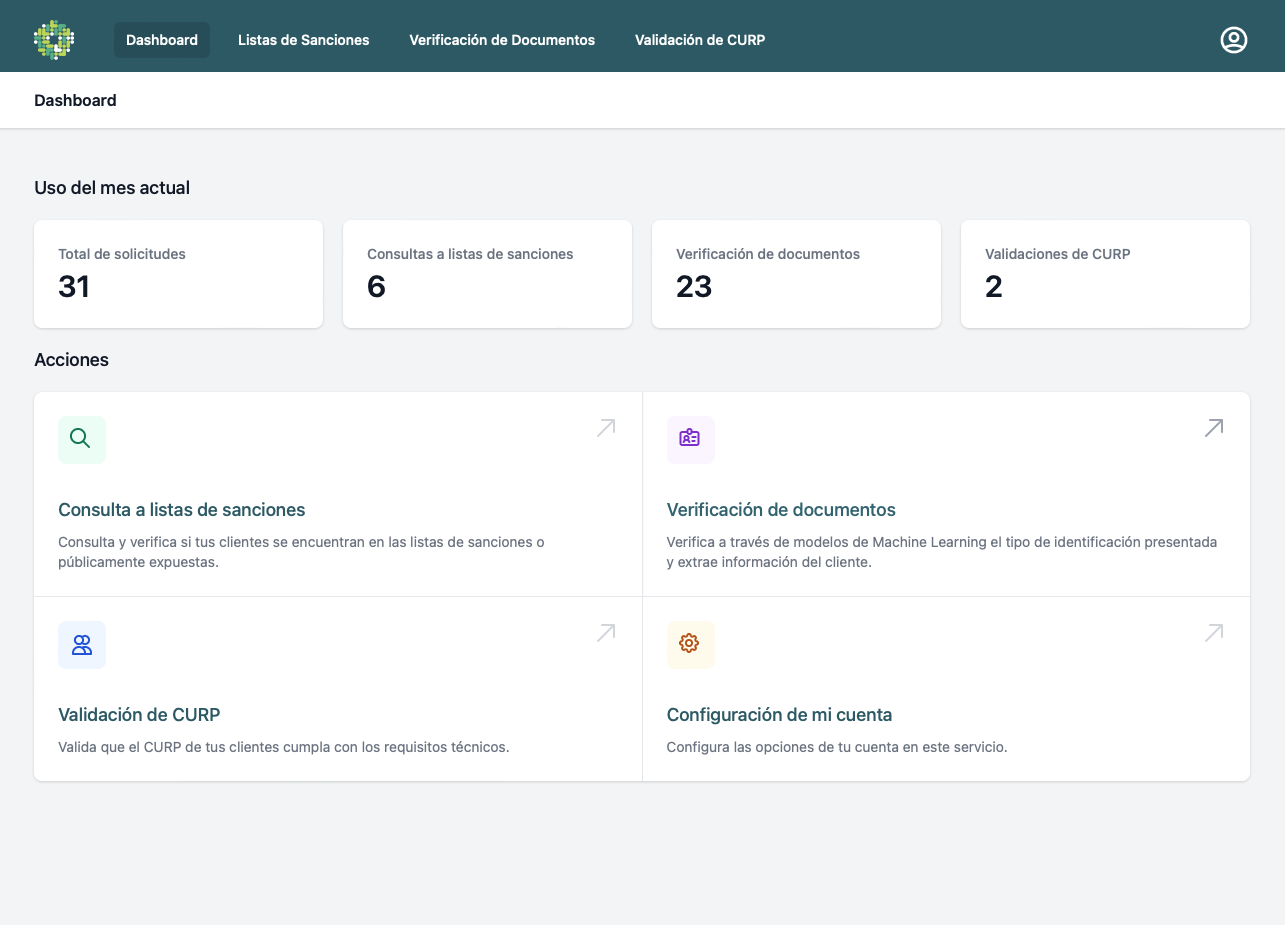 Dashboard
Listas de Sanciones
Verificación de Documentos
Validación de CURP
Dashboard
Uso del mes actual
Total de solicitudes
31
Consultas a listas de sanciones
6
Verificación de documentos
23
Validaciones de CURP
2
Acciones
Consulta a listas de sanciones
Consulta y verifica si tus clientes se encuentran en las listas de sanciones o
públicamente expuestas.
Verificación de documentos
Verifica a través de modelos de Machine Learning el tipo de identificación presentada
y extrae información del cliente.
Validación de CURP
Valida que el CURP de tus clientes cumpla con los requisitos técnicos.
Configuración de mi cuenta
Configura las opciones de tu cuenta en este servicio.